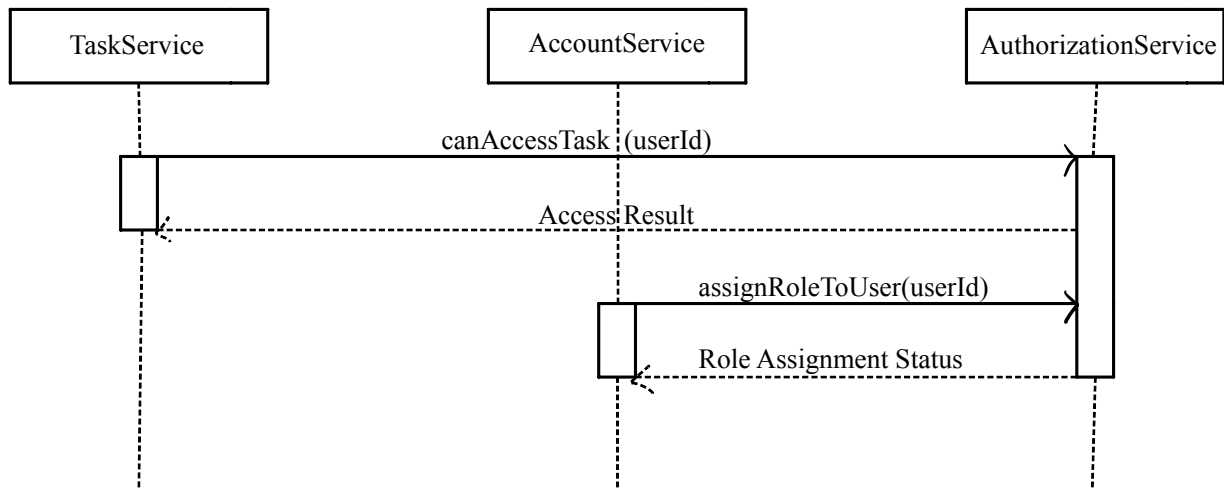 TaskService
AccountService
AuthorizationService
canAccessTask (userId)
Access Result
assignRoleToUser(userId)
Role Assignment Status